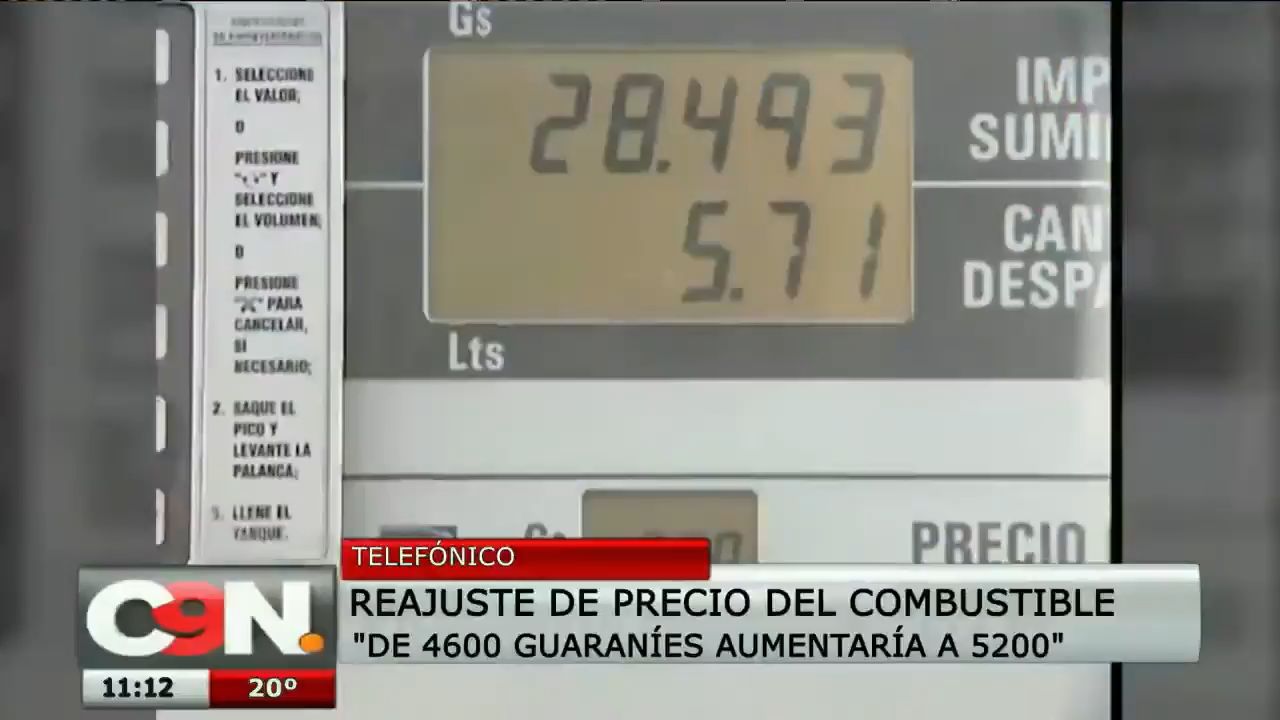 Gs
28.493
5.71
Lts
IMP
SUMI
CAN
DESPA
1. SELECCIONE
EL VALOR;
O
PRESIONE
Y
SELECCIONE
EL VOLUMEN;
O
PRESIONE
PARA
CANCELAR,
SI
NECESARIO;
2. SAQUE EL
PICO Y
LEVANTE LA
PALANCA;
3. LLENE EL
TANQUE.
PRECIO
TELEFÓNICO
REAJUSTE DE PRECIO DEL COMBUSTIBLE
"DE 4600 GUARANÍES AUMENTARÍA A 5200"
C9N.
11:12 20º